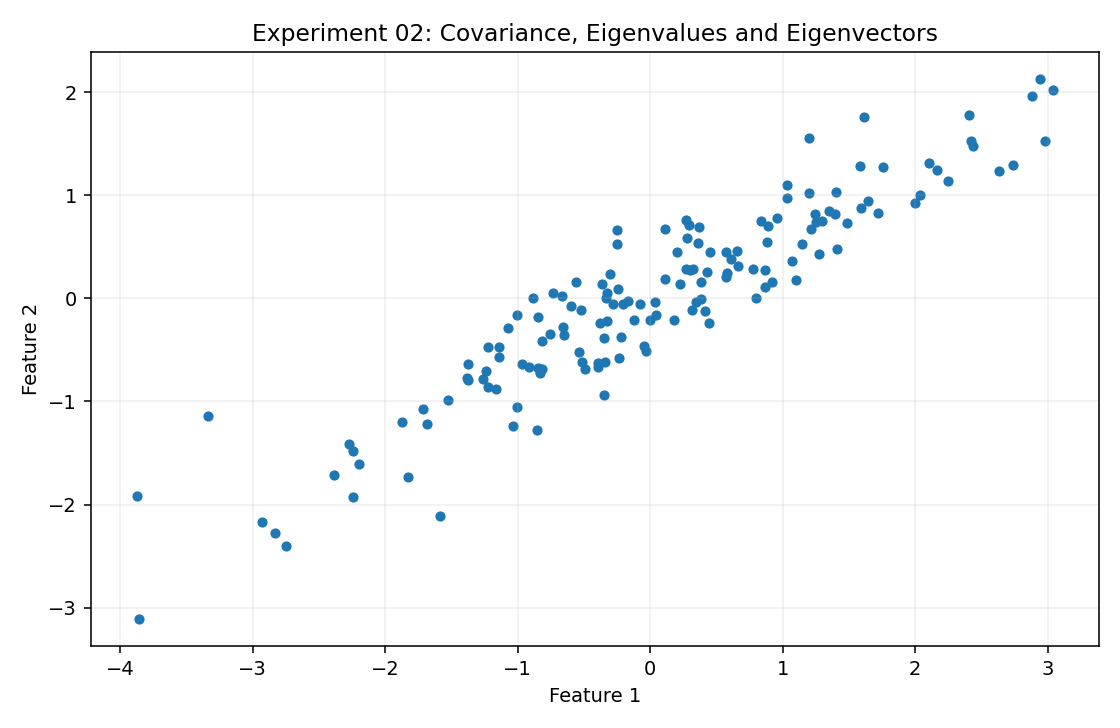 Experiment 02: Covariance, Eigenvalues and Eigenvectors
2
1
0
−1
−2
−3
Feature 2
−4 −3 −2 −1 0 1 2 3
Feature 1